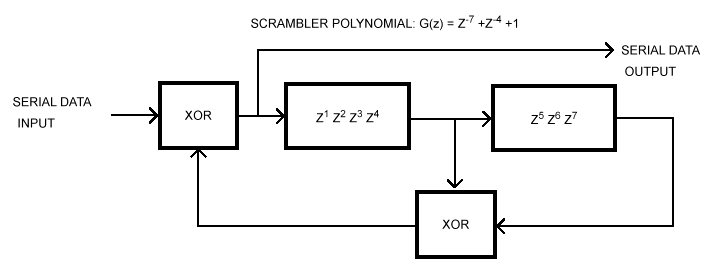 SCRAMBLER POLYNOMIAL: G(z) = Z⁻⁷ +Z⁻⁴ +1
SERIAL DATA
OUTPUT
SERIAL DATA
INPUT
XOR
Z¹ Z² Z³ Z⁴
Z⁵ Z⁶ Z⁷
XOR